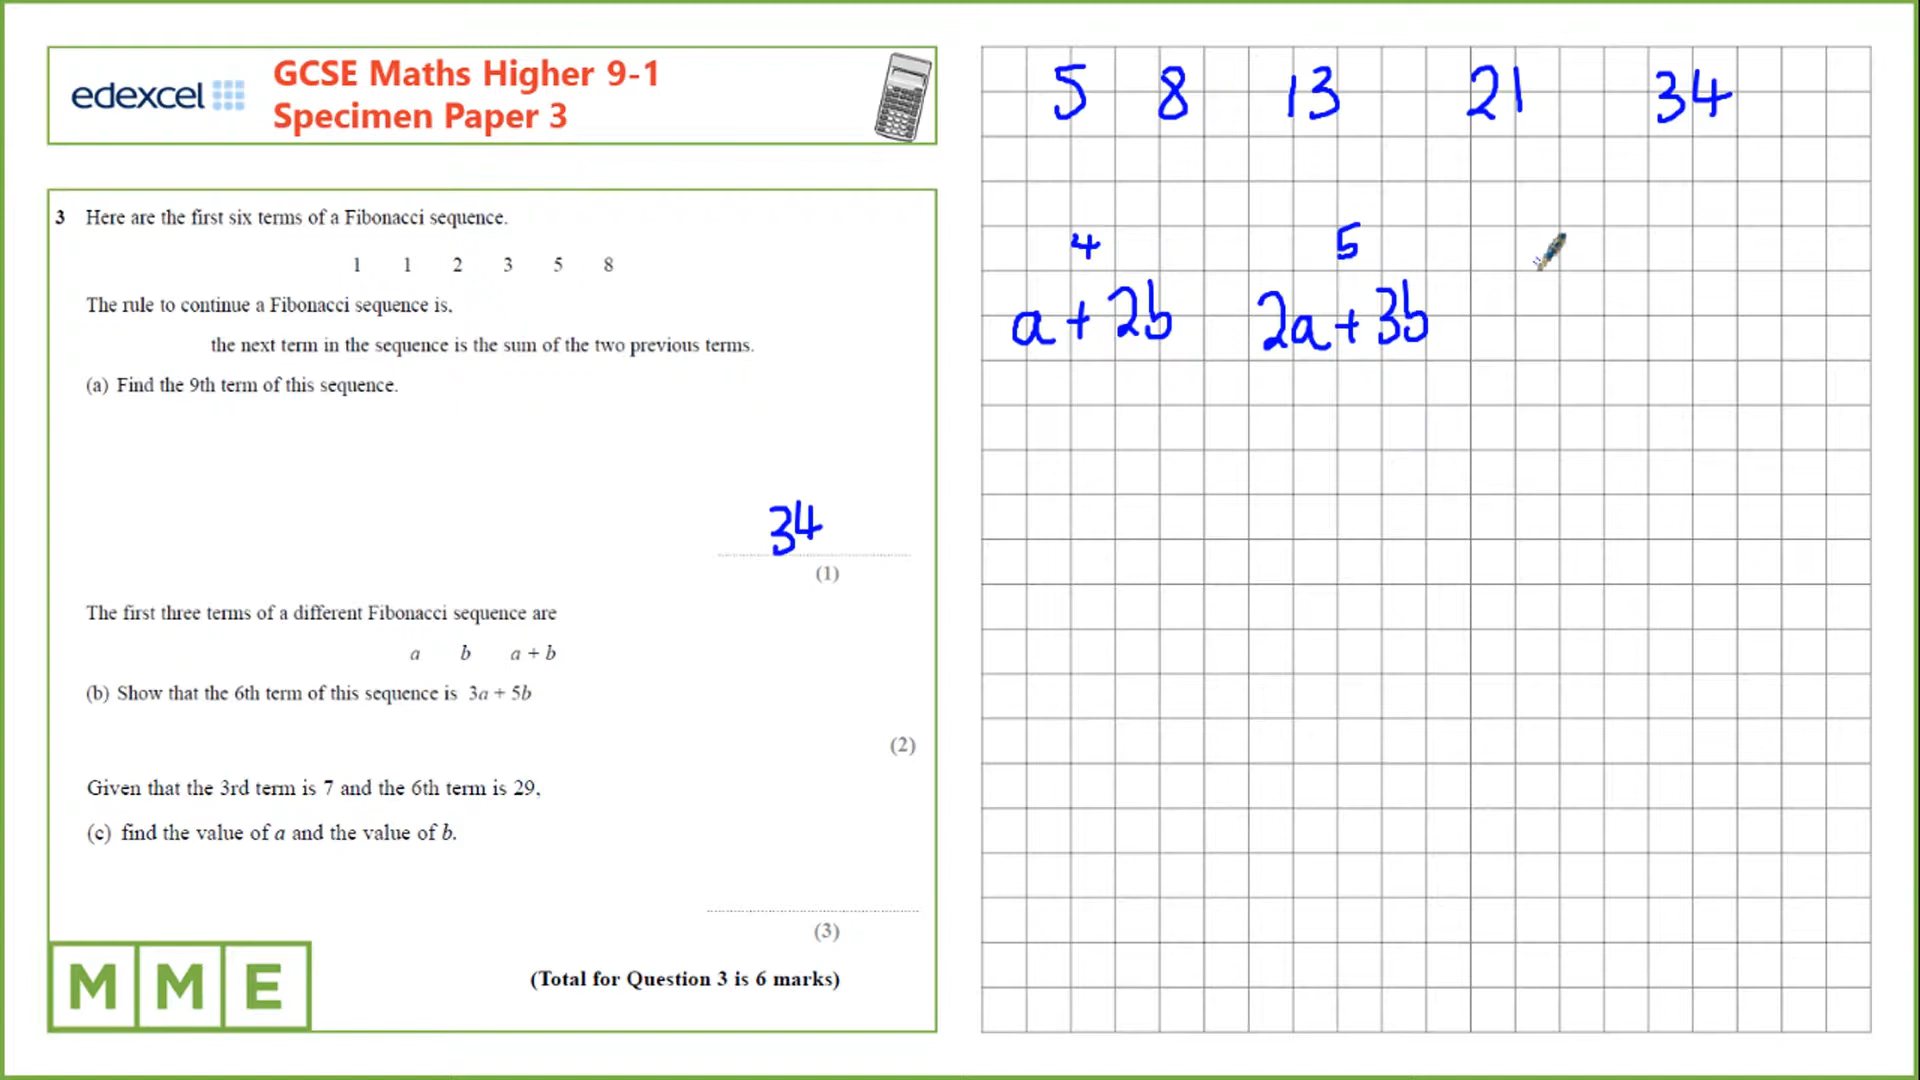 edexcel
GCSE Maths Higher 9-1
Specimen Paper 3
3 Here are the first six terms of a Fibonacci sequence.
1 1 2 3 5 8
The rule to continue a Fibonacci sequence is,
the next term in the sequence is the sum of the two previous terms.
(a) Find the 9th term of this sequence.
34
(1)
The first three terms of a different Fibonacci sequence are
a b a + b
(b) Show that the 6th term of this sequence is 3a + 5b
(2)
Given that the 3rd term is 7 and the 6th term is 29,
(c) find the value of a and the value of b.
(3)
(Total for Question 3 is 6 marks)
MME
5 8 13 21 34
4 5
a + 2b 2a + 3b